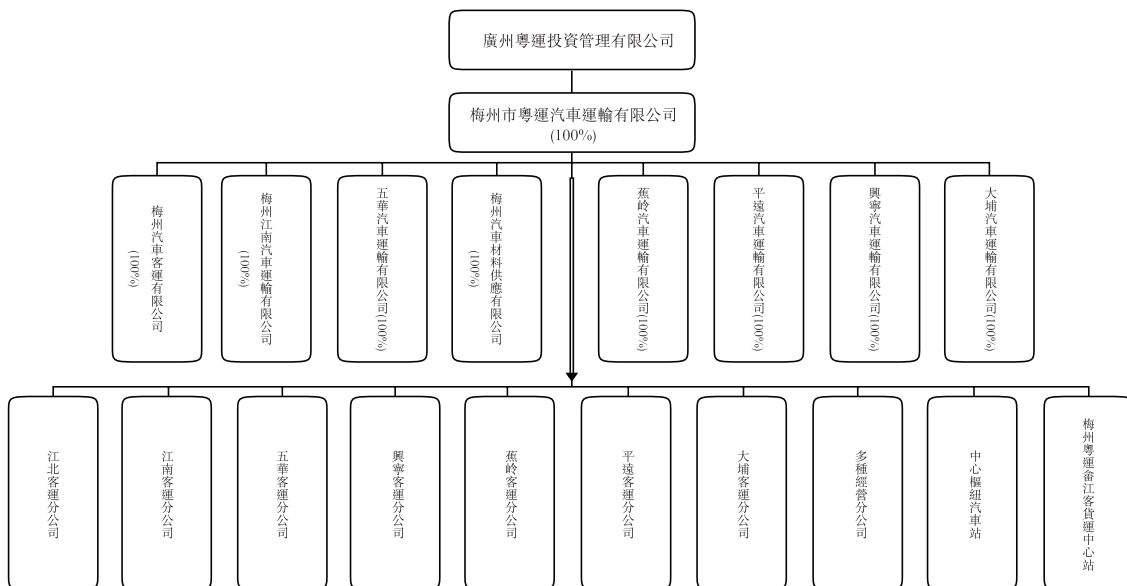 廣州粵運投資管理有限公司
梅州市粵運汽車運輸有限公司
(100%)
梅州汽車客運有限公司
(100%)
梅州江南汽車運輸有限公司
(100%)
五華汽車運輸有限公司(100%)
梅州汽車材料供應有限公司
(100%)
蕉岭汽車運輸有限公司(100%)
平遠汽車運輸有限公司(100%)
興寧汽車運輸有限公司(100%)
大埔汽車運輸有限公司(100%)
江北客運分公司
江南客運分公司
五華客運分公司
興寧客運分公司
蕉岭客運分公司
平遠客運分公司
大埔客運分公司
多種經營分公司
中心樞紐汽車站
梅州粵運畬江客貨運中心站